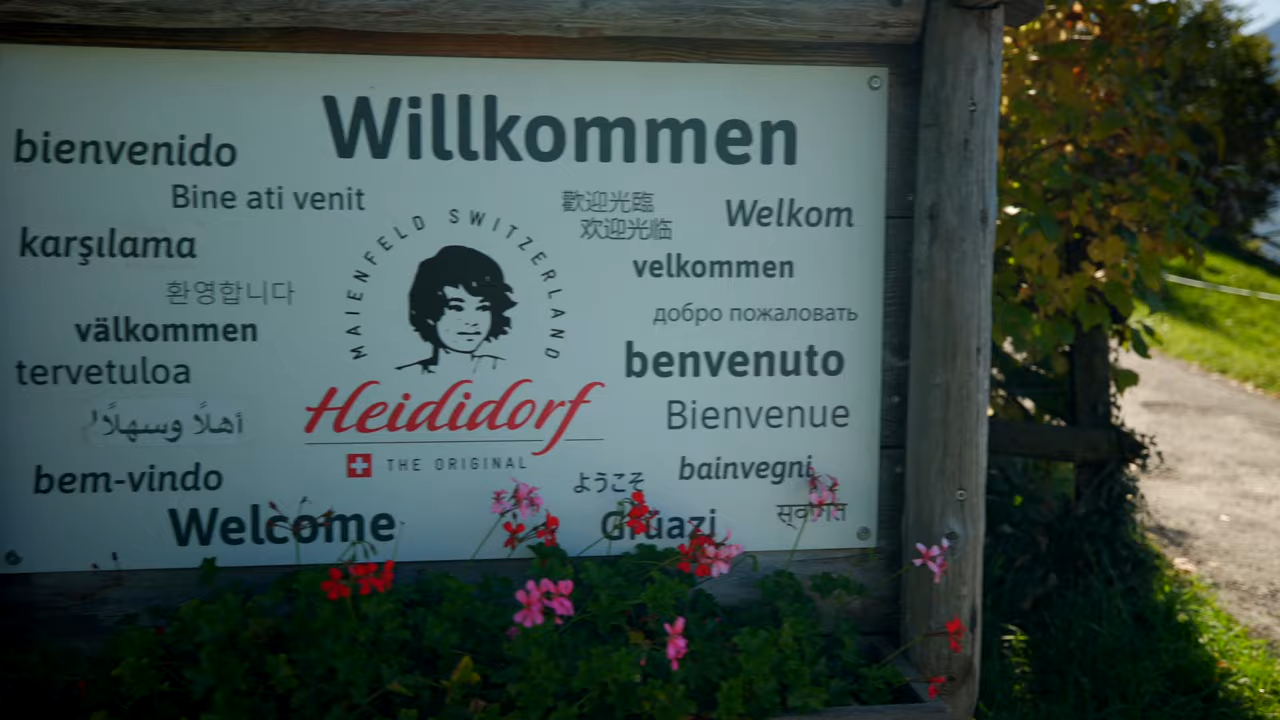 Willkommen
bienvenido
Bine ati venit
歡迎光臨
欢迎光临
Welkom
karşılama
MAIENFELD SWITZERLAND
velkommen
환영합니다
добро пожаловать
välkommen
benvenuto
tervetuloa
Heididorf
Bienvenue
أهلاً وسهلاً'
THE ORIGINAL
bainvegni
bem-vindo
ようこそ
स्वागत
Welcome
Grüazi